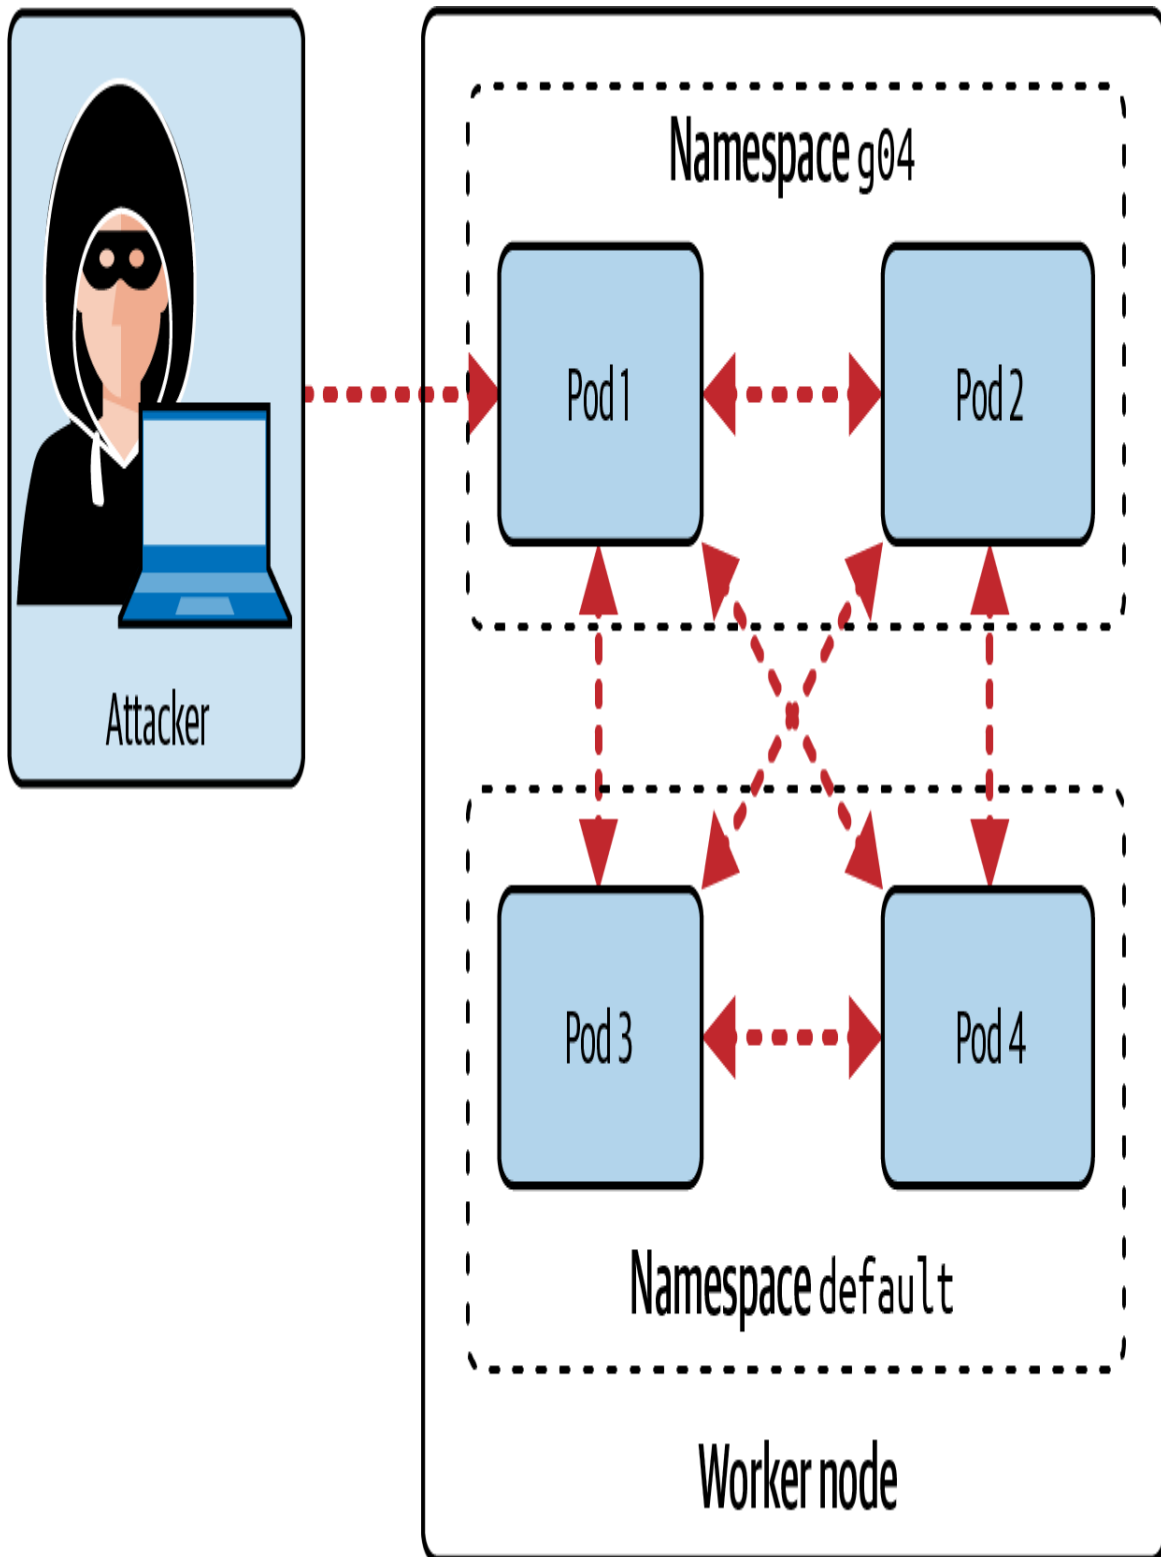 Namespace g04
Pod 1
Pod 2
Attacker
Pod 3
Pod 4
Namespace default
Worker node